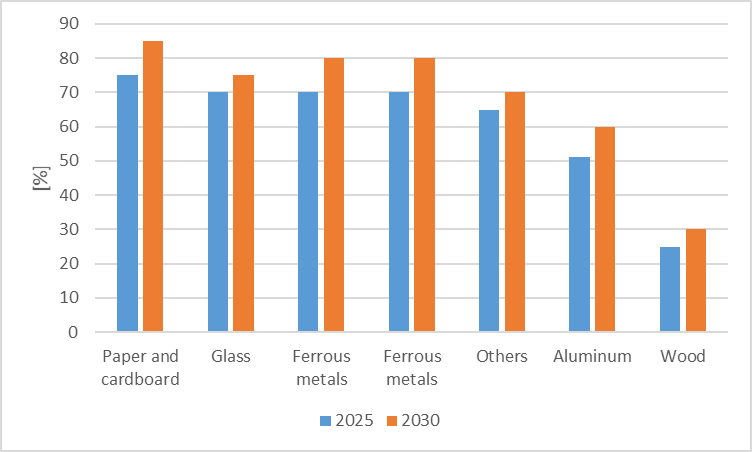 90
80
70
60
50
40
30
20
10
0
[%]
Paper and
cardboard
Glass
Ferrous
metals
Ferrous
metals
Others
Aluminum
Wood
2025
2030